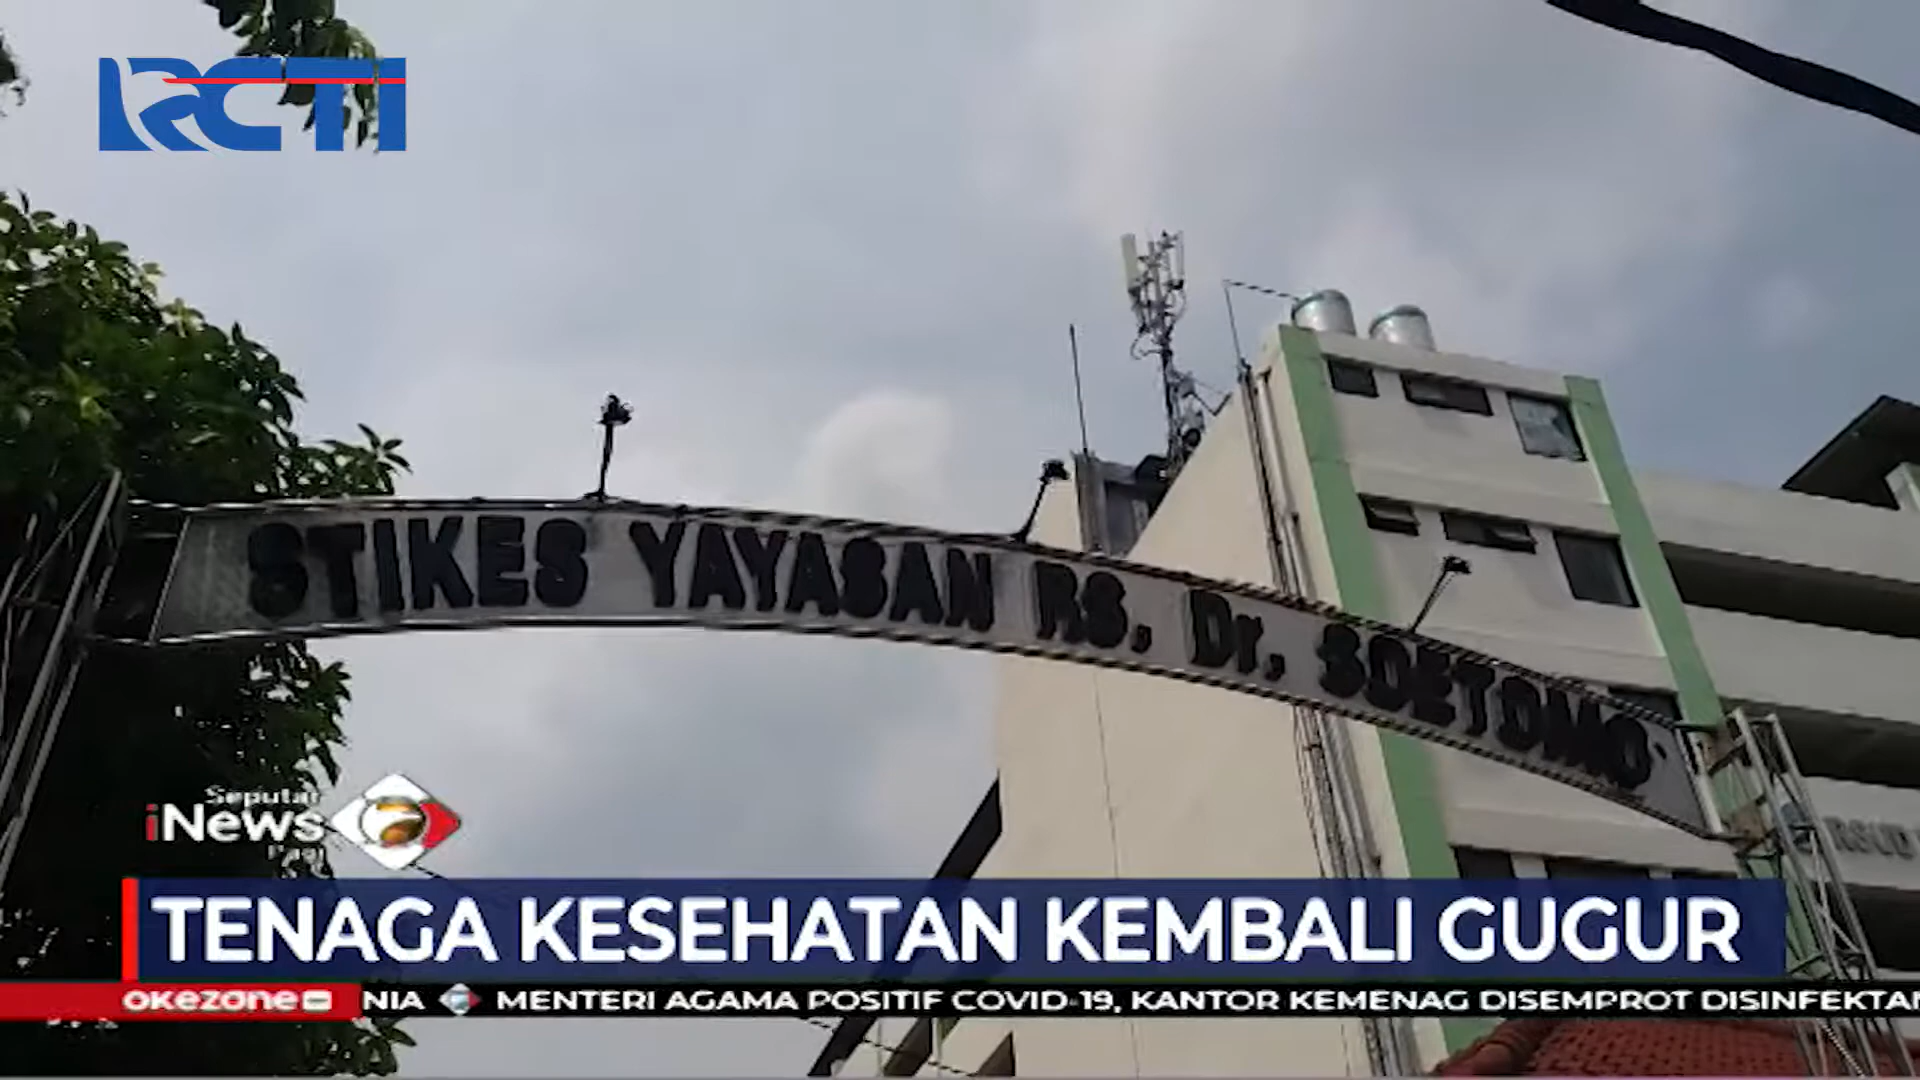 RCTI
STIKES YAYASAN RS. Dr. SOETOMO
RSUD
Seputar
iNews
Pagi
TENAGA KESEHATAN KEMBALI GUGUR
okezone
NIA MENTERI AGAMA POSITIF COVID-19, KANTOR KEMENAG DISEMPROT DISINFEKTAN